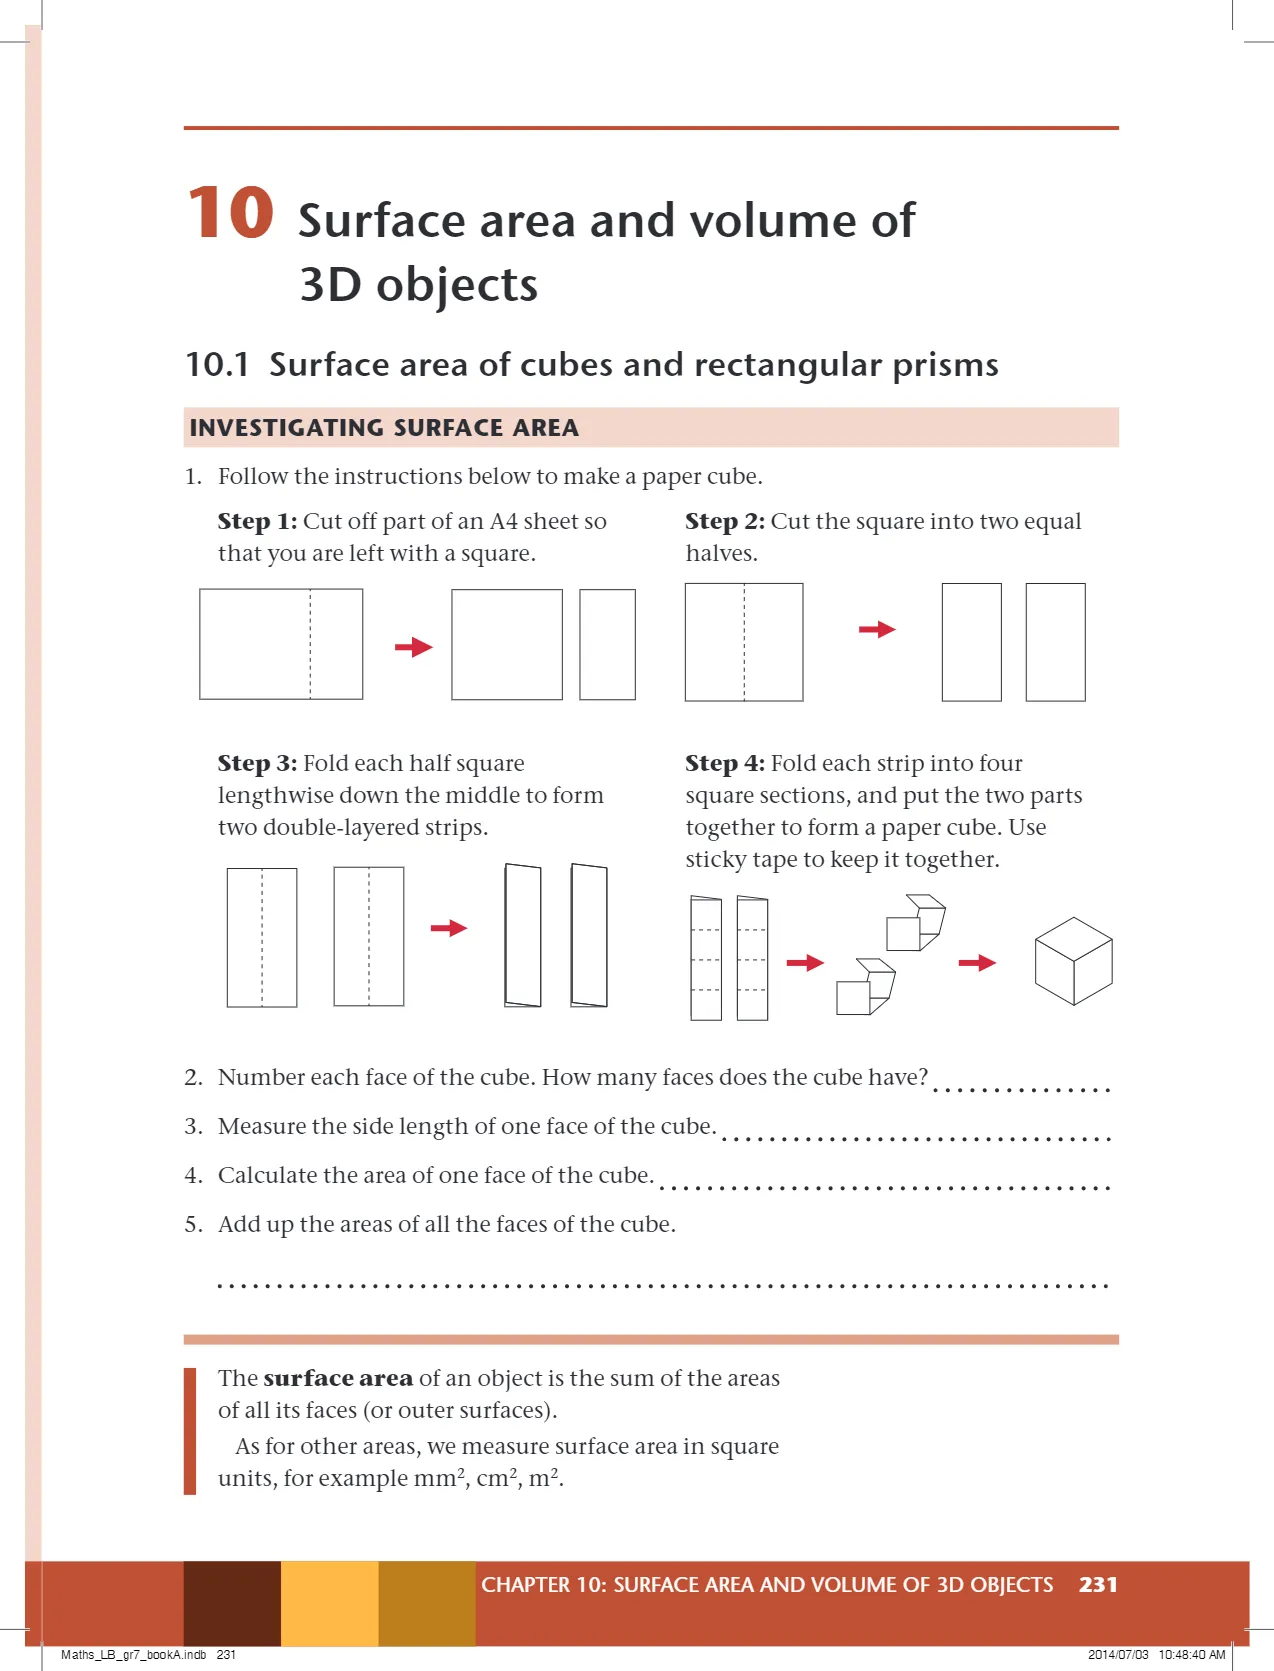 10 Surface area and volume of
3D objects
10.1 Surface area of cubes and rectangular prisms
INVESTIGATING SURFACE AREA
1. Follow the instructions below to make a paper cube.
Step 1: Cut off part of an A4 sheet so
that you are left with a square.
Step 2: Cut the square into two equal
halves.
Step 3: Fold each half square
lengthwise down the middle to form
two double-layered strips.
Step 4: Fold each strip into four
square sections, and put the two parts
together to form a paper cube. Use
sticky tape to keep it together.
2. Number each face of the cube. How many faces does the cube have?
3. Measure the side length of one face of the cube.
4. Calculate the area of one face of the cube.
5. Add up the areas of all the faces of the cube.
The surface area of an object is the sum of the areas
of all its faces (or outer surfaces).
As for other areas, we measure surface area in square
units, for example mm², cm², m².
CHAPTER 10: SURFACE AREA AND VOLUME OF 3D OBJECTS 231
Maths_LB_gr7_bookA.indb 231
2014/07/03 10:48:40 AM